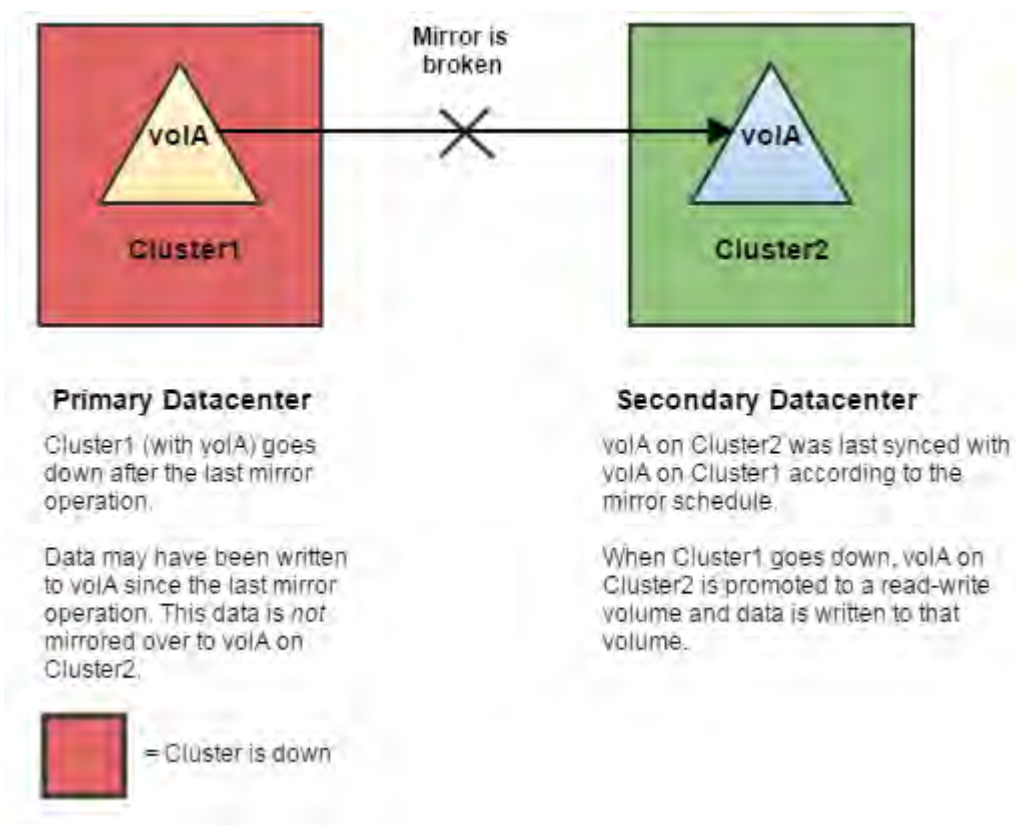 Mirror is
broken
volA
volA
Cluster1
Cluster2
Primary Datacenter
Cluster1 (with volA) goes
down after the last mirror
operation.
Data may have been written
to volA since the last mirror
operation. This data is not
mirrored over to volA on
Cluster2.
Secondary Datacenter
volA on Cluster2 was last synced with
volA on Cluster1 according to the
mirror schedule.
When Cluster1 goes down, volA on
Cluster2 is promoted to a read-write
volume and data is written to that
volume.
= Cluster is down